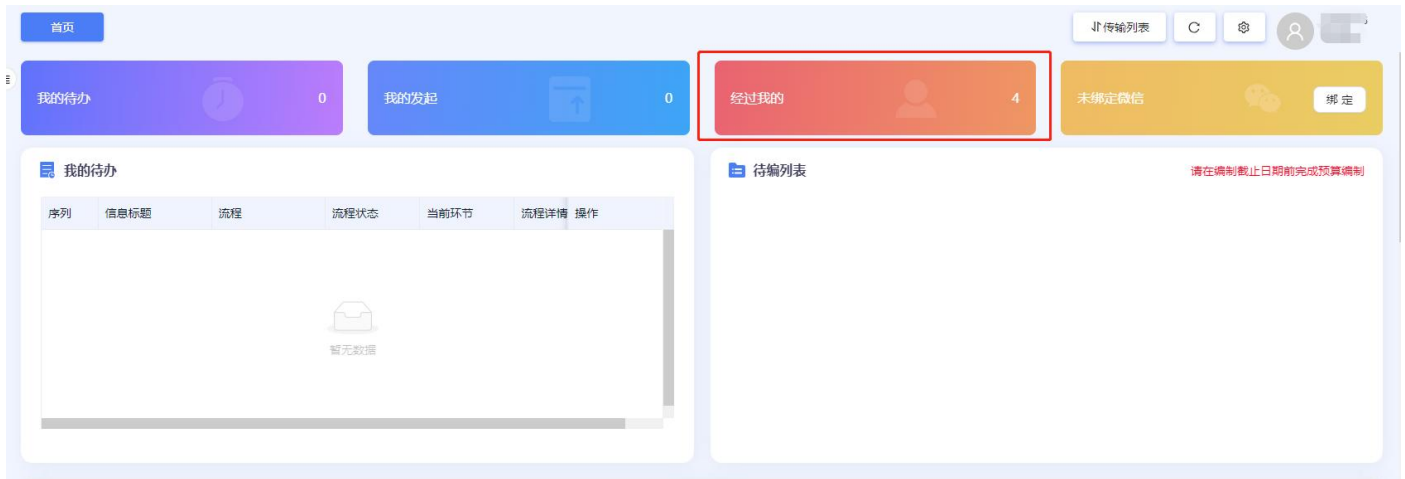 首页
传输列表
我的待办 0
我的发起 0
经过我的 4
未绑定微信 绑定
我的待办
序列 信息标题 流程 流程状态 当前环节 流程详情 操作
暂无数据
待编列表 请在编制截止日期前完成预算编制